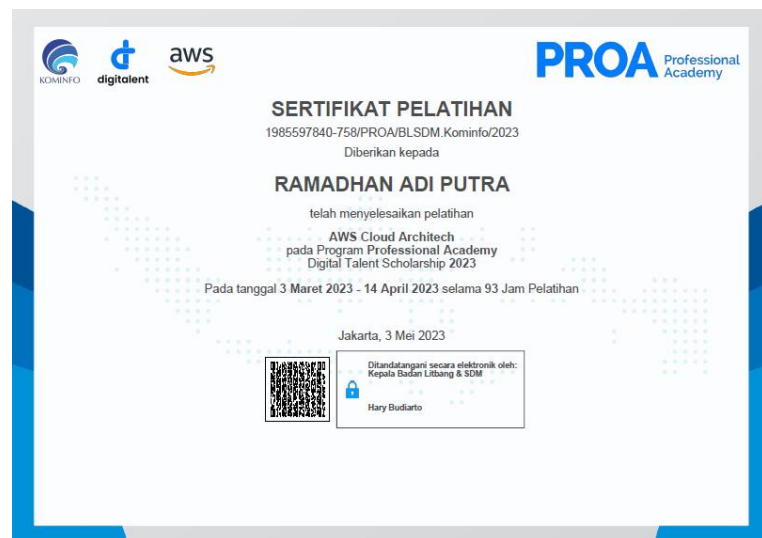 KOMINFO
digitalent
aws
PROA Professional
Academy
SERTIFIKAT PELATIHAN
1985597840-758/PROA/BLSDM.Kominfo/2023
Diberikan kepada
RAMADHAN ADI PUTRA
telah menyelesaikan pelatihan
AWS Cloud Architech
pada Program Professional Academy
Digital Talent Scholarship 2023
Pada tanggal 3 Maret 2023 - 14 April 2023 selama 93 Jam Pelatihan
Jakarta, 3 Mei 2023
Ditandatangani secara elektronik oleh:
Kepala Badan Litbang & SDM
Hary Budiarto